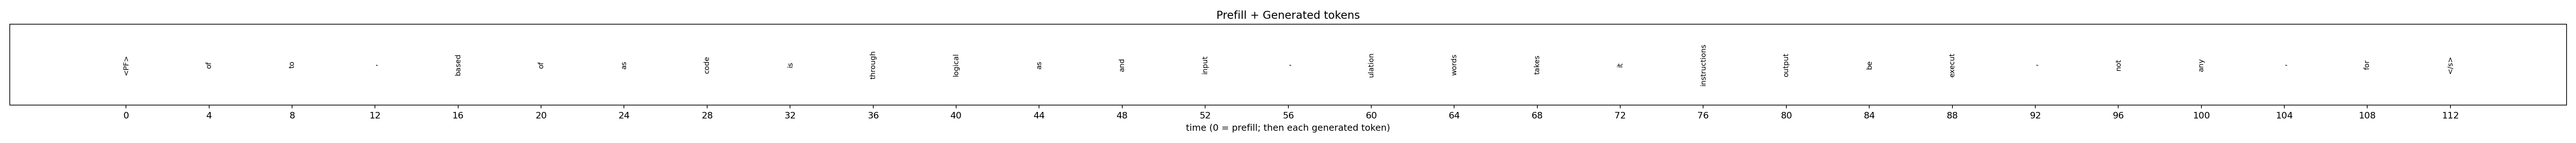 Prefill + Generated tokens
<PF> of to - based of as code is through logical as and input - ulation words takes it instructions output be execut - not any - for </s>
0 4 8 12 16 20 24 28 32 36 40 44 48 52 56 60 64 68 72 76 80 84 88 92 96 100 104 108 112
time (0 = prefill; then each generated token)